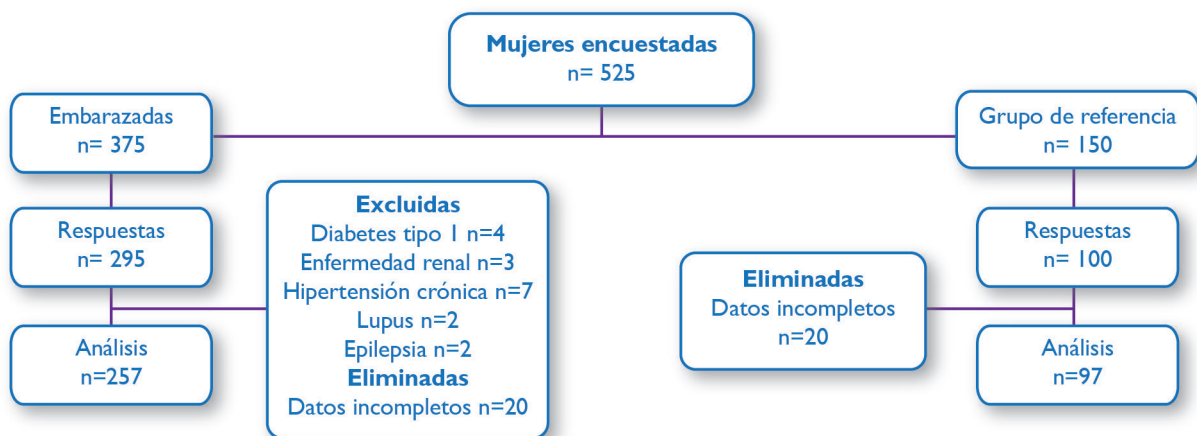 Mujeres encuestadas
n= 525
Embarazadas
n= 375
Grupo de referencia
n= 150
Respuestas
n= 295
Excluidas
Diabetes tipo 1 n=4
Enfermedad renal n=3
Hipertensión crónica n=7
Lupus n=2
Epilepsia n=2
Eliminadas
Datos incompletos n=20
Análisis
n=257
Respuestas
n= 100
Eliminadas
Datos incompletos
n=20
Análisis
n=97